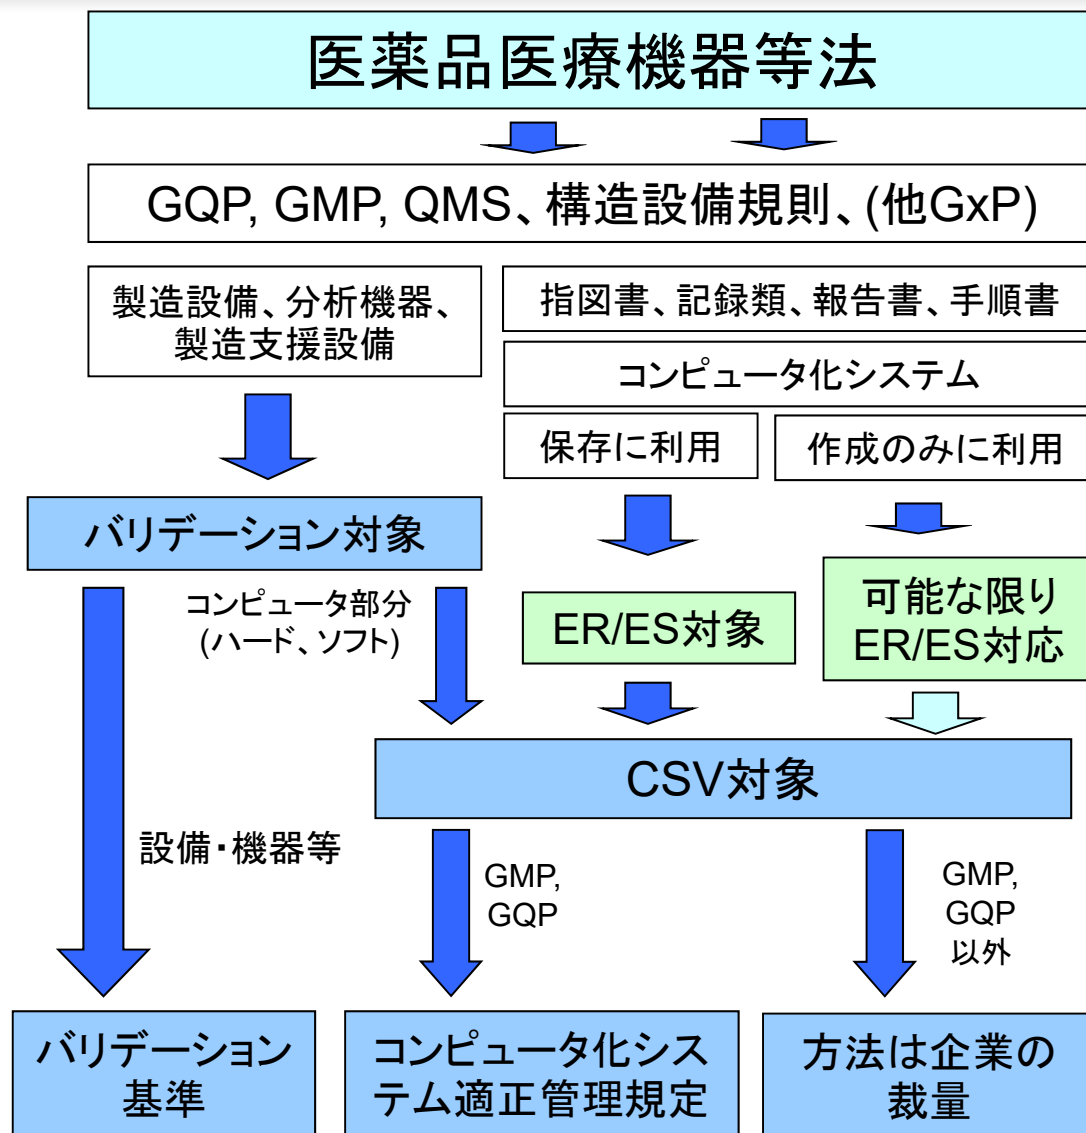 医薬品医療機器等法
GQP, GMP, QMS、構造設備規則、(他GxP)
製造設備、分析機器、
製造支援設備
指図書、記録類、報告書、手順書
コンピュータ化システム
保存に利用
作成のみに利用
バリデーション対象
コンピュータ部分
(ハード、ソフト)
ER/ES対象
可能な限り
ER/ES対応
CSV対象
設備・機器等
GMP,
GQP
GMP,
GQP
以外
バリデーション
基準
コンピュータ化シス
テム適正管理規定
方法は企業の
裁量